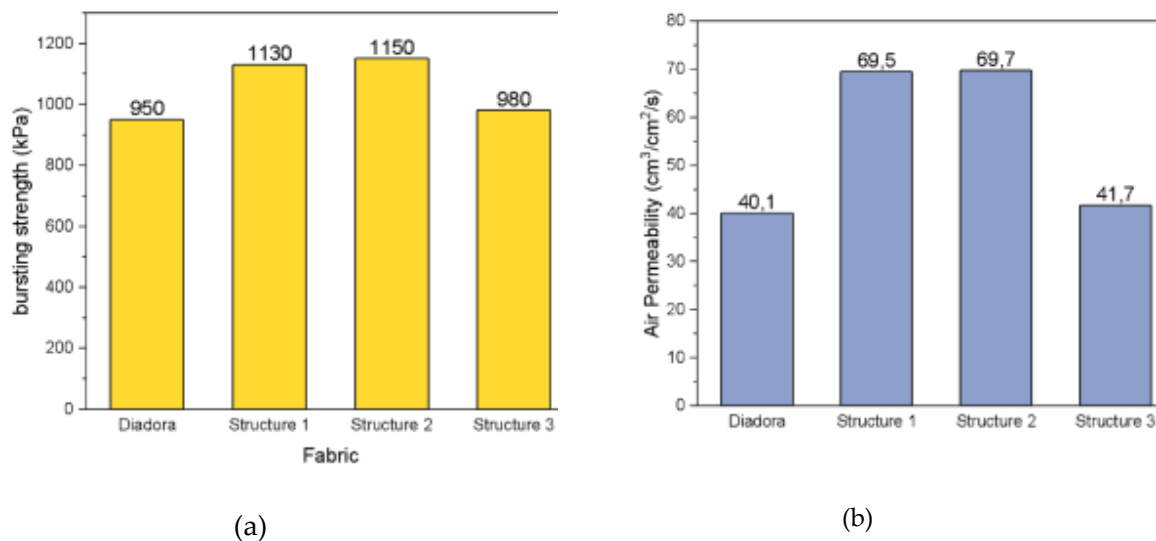 bursting strength (kPa)
1200
1000
800
600
400
200
0
950
1130
1150
980
Diadora
Structure 1
Structure 2
Structure 3
Fabric
(a)
Air Permeability (cm³/cm²/s)
80
70
60
50
40
30
20
10
0
40,1
69,5
69,7
41,7
Diadora
Structure 1
Structure 2
Structure 3
(b)